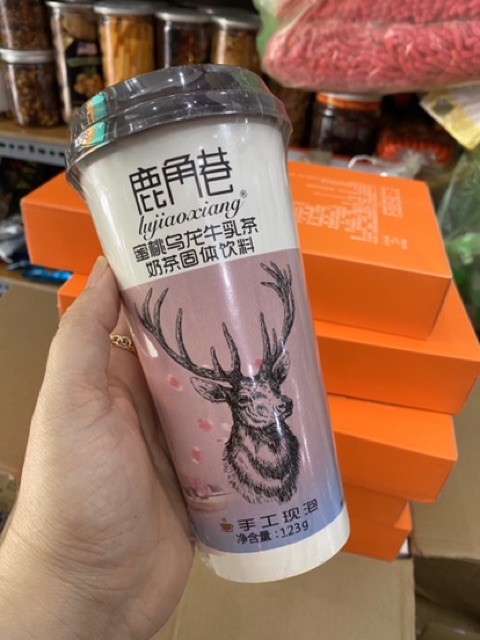 鹿角巷
lujiaoxiang®
蜜桃乌龙牛乳茶
奶茶固体饮料
手工现泡
净含量:123g